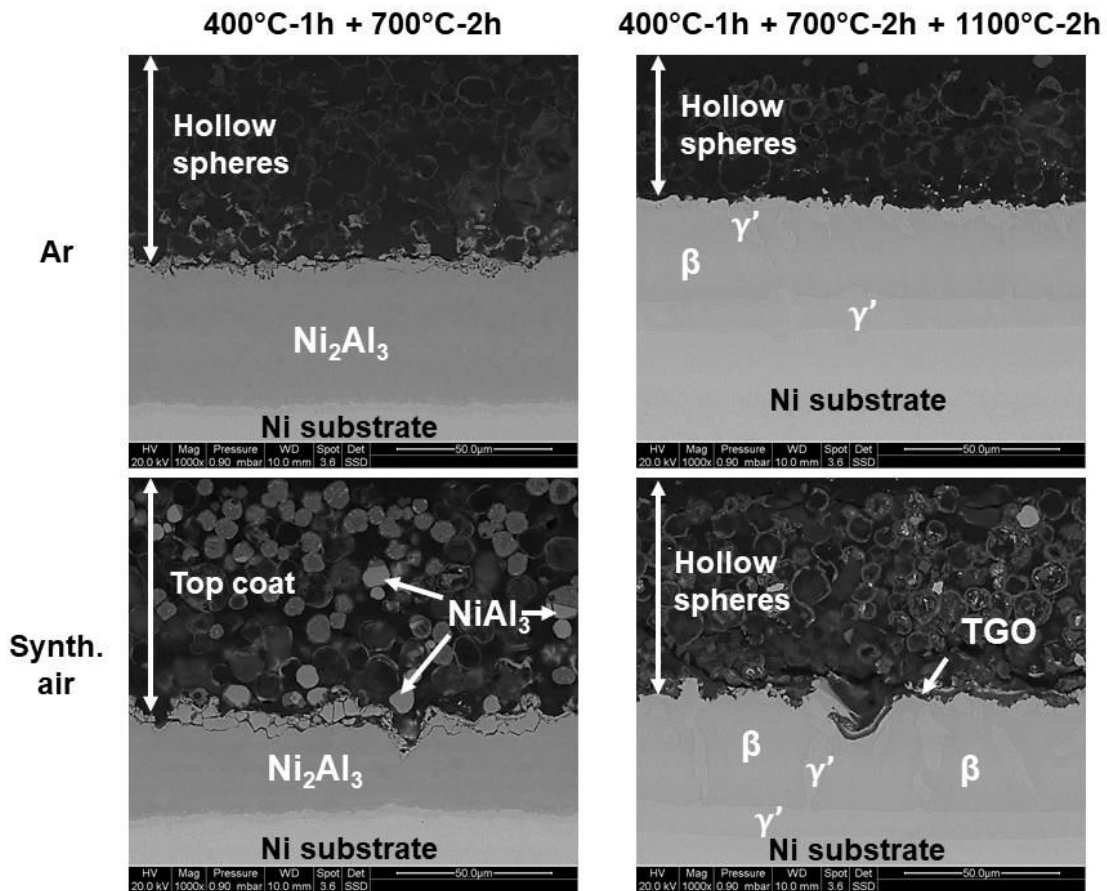 400°C-1h + 700°C-2h
400°C-1h + 700°C-2h + 1100°C-2h
Ar
Hollow
spheres
Ni₂Al₃
Ni substrate
HV Mag Pressure WD Spot Det
20.0 kV 1000x 0.90 mbar 10.0 mm 3.6 SSD
50.0µm
Hollow
spheres
γ'
β
γ'
Ni substrate
HV Mag Pressure WD Spot Det
20.0 kV 1000x 0.90 mbar 10.0 mm 3.6 SSD
50.0µm
Synth.
air
Top coat
NiAl₃
Ni₂Al₃
Ni substrate
HV Mag Pressure WD Spot Det
20.0 kV 1000x 0.90 mbar 10.0 mm 3.6 SSD
50.0µm
Hollow
spheres
TGO
β
γ'
β
γ'
Ni substrate
HV Mag Pressure WD Spot Det
20.0 kV 1000x 0.90 mbar 10.0 mm 3.6 SSD
50.0µm